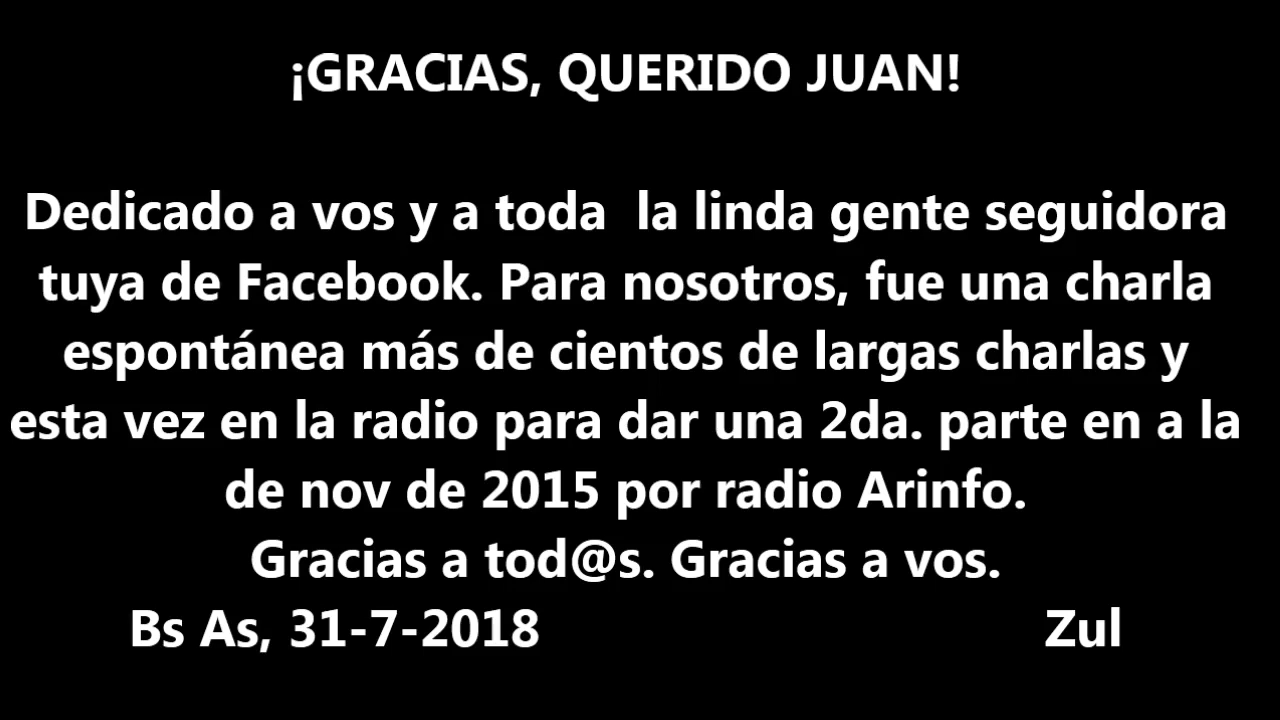 ¡GRACIAS, QUERIDO JUAN!
Dedicado a vos y a toda  la linda gente seguidora
tuya de Facebook. Para nosotros, fue una charla
espontánea más de cientos de largas charlas y
esta vez en la radio para dar una 2da. parte en a la
de nov de 2015 por radio Arinfo.
Gracias a tod@s. Gracias a vos.
Bs As, 31-7-2018 Zul